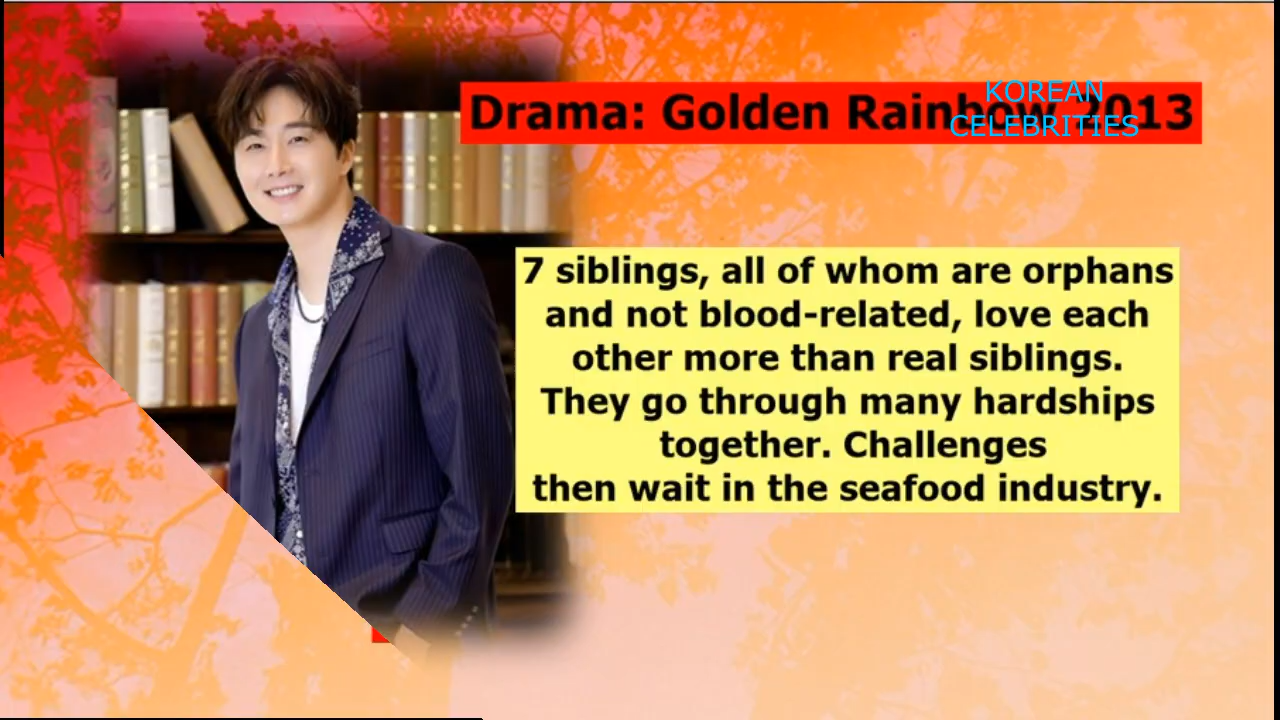 Drama: Golden Rainbow 2013
KOREAN
CELEBRITIES
7 siblings, all of whom are orphans
and not blood-related, love each
other more than real siblings.
They go through many hardships
together. Challenges
then wait in the seafood industry.